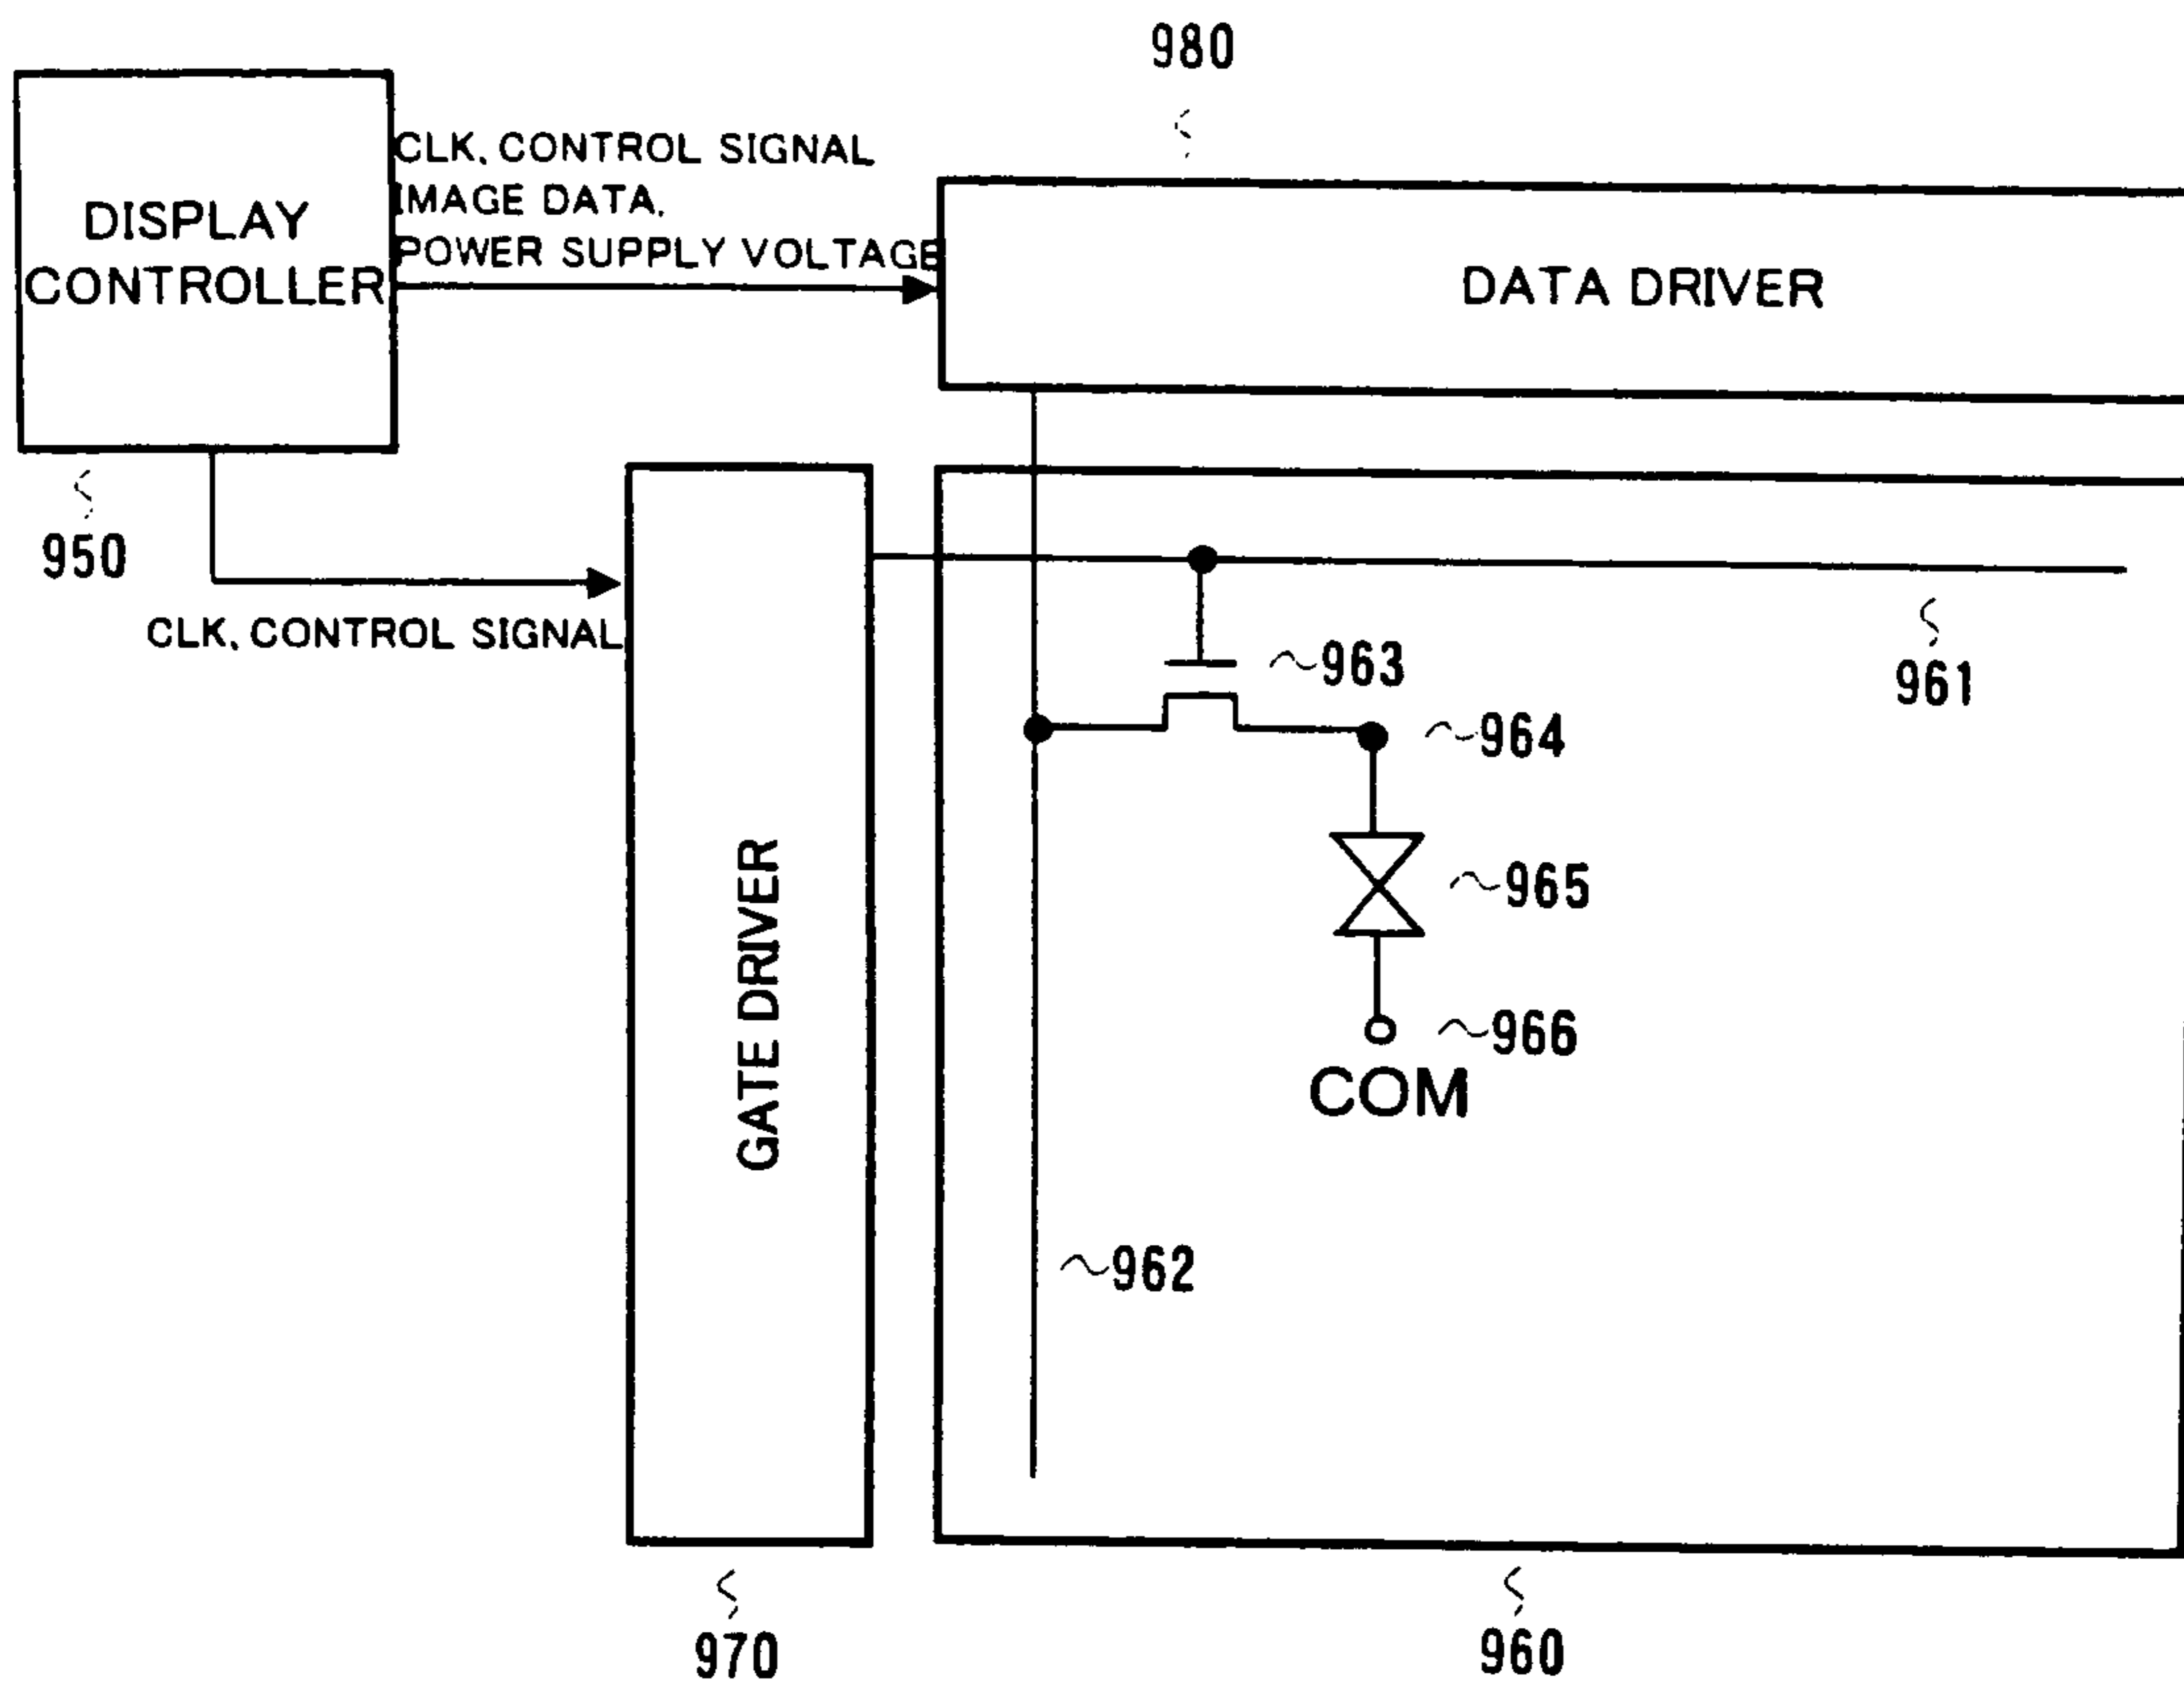 980
DISPLAY
CONTROLLER
CLK, CONTROL SIGNAL
IMAGE DATA,
POWER SUPPLY VOLTAGE
DATA DRIVER
950
CLK, CONTROL SIGNAL
GATE DRIVER
963
961
964
965
966
COM
962
970
960